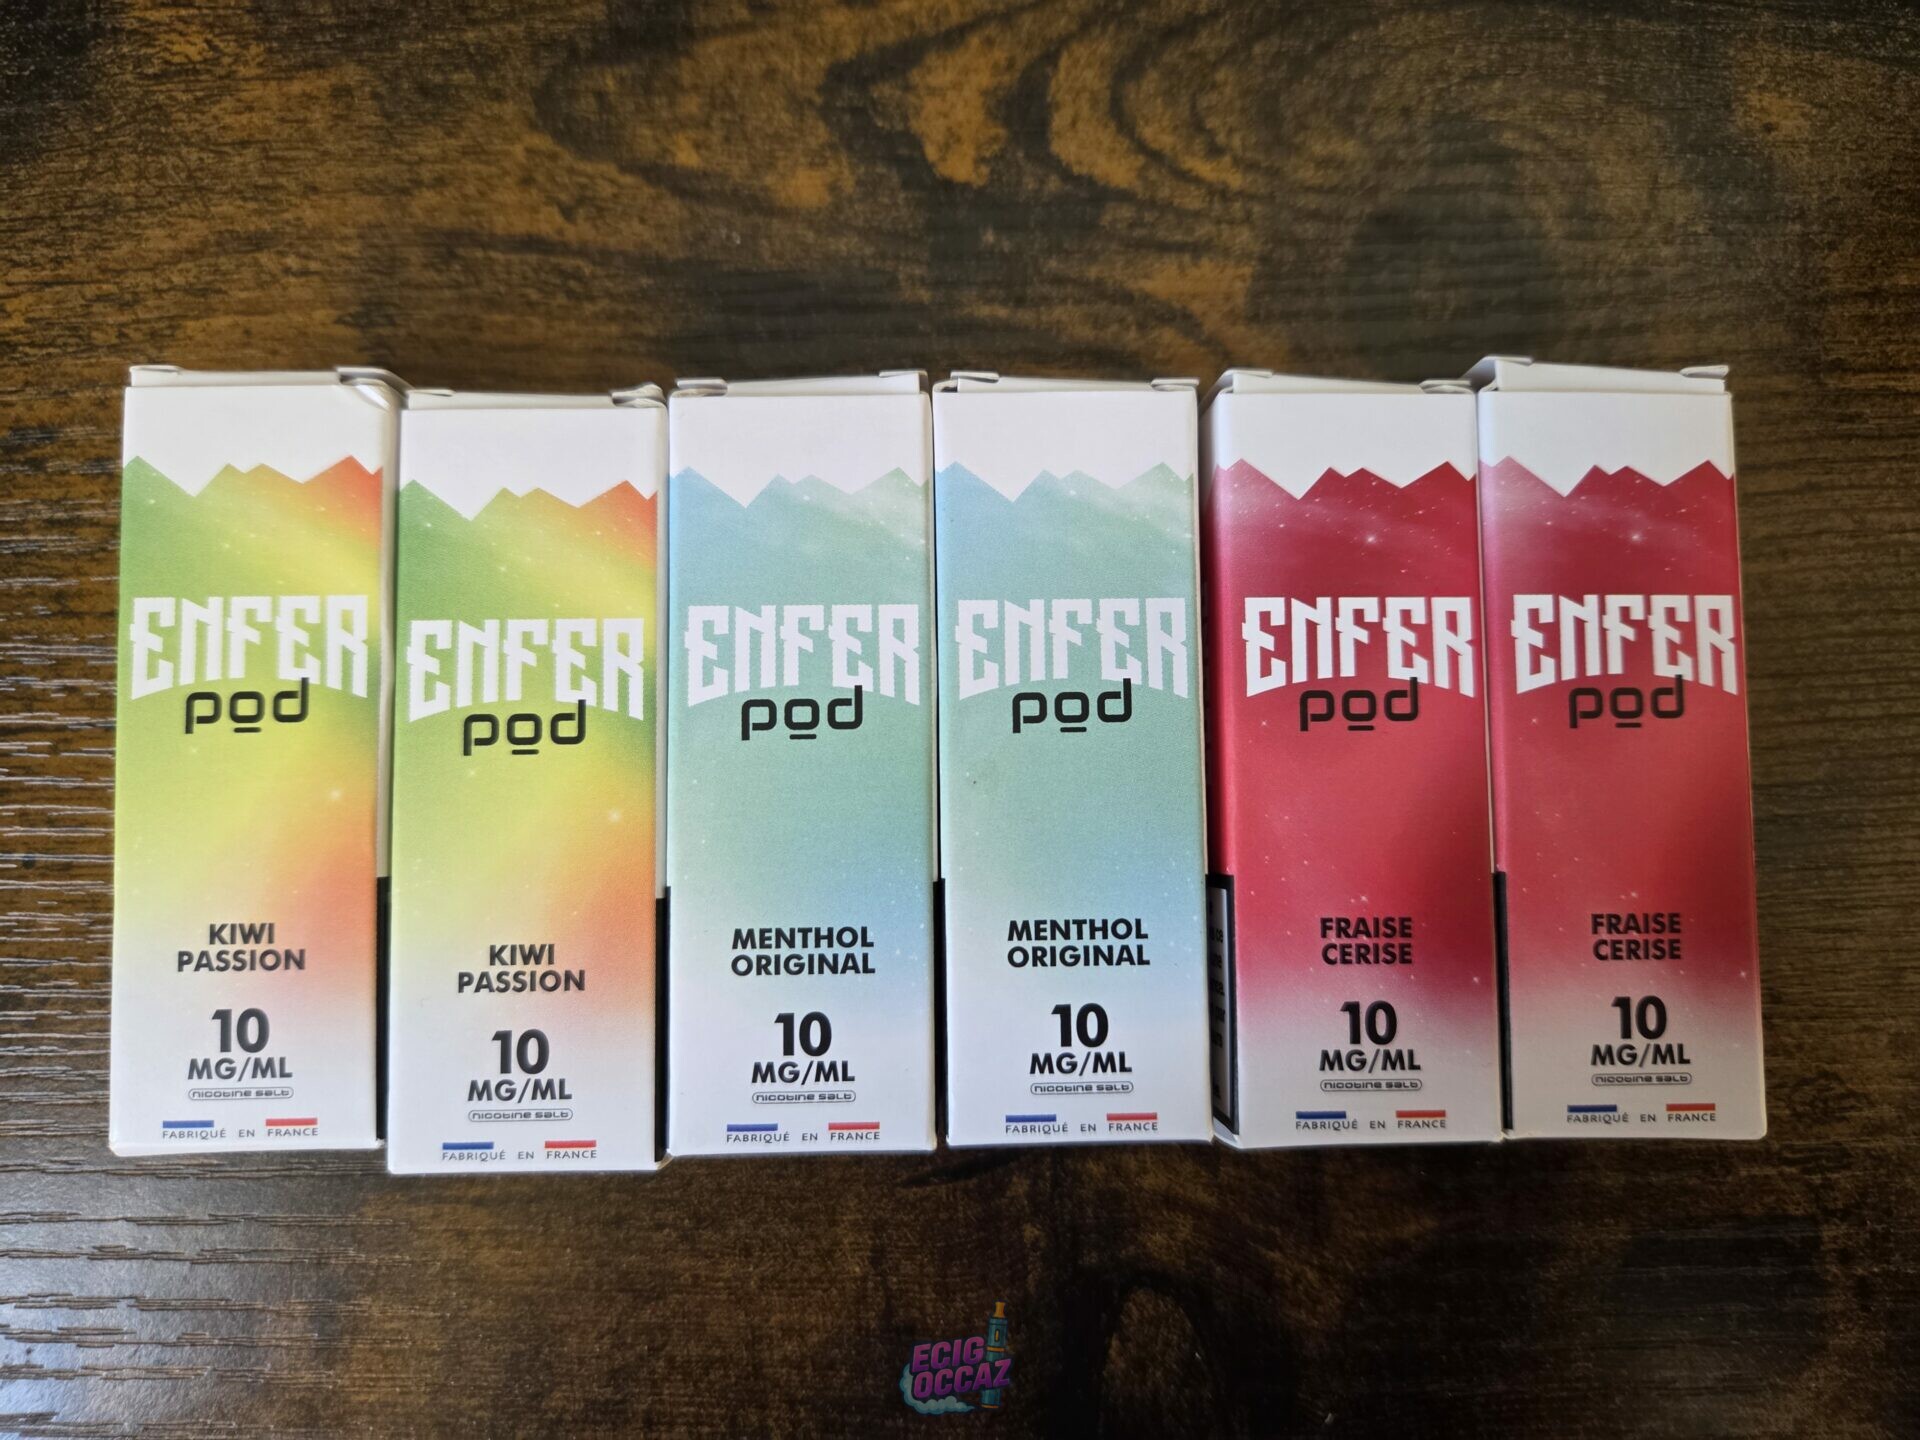 ENFER
pod
KIWI
PASSION
10
MG/ML
nicotine salt
FABRIQUÉ EN FRANCE
ENFER
pod
KIWI
PASSION
10
MG/ML
nicotine salt
FABRIQUÉ EN FRANCE
ENFER
pod
MENTHOL
ORIGINAL
10
MG/ML
nicotine salt
FABRIQUÉ EN FRANCE
ENFER
pod
MENTHOL
ORIGINAL
10
MG/ML
nicotine salt
FABRIQUÉ EN FRANCE
ENFER
pod
FRAISE
CERISE
10
MG/ML
nicotine salt
FABRIQUÉ EN FRANCE
ENFER
pod
FRAISE
CERISE
10
MG/ML
nicotine salt
FABRIQUÉ EN FRANCE
ECIG
OCCAZ